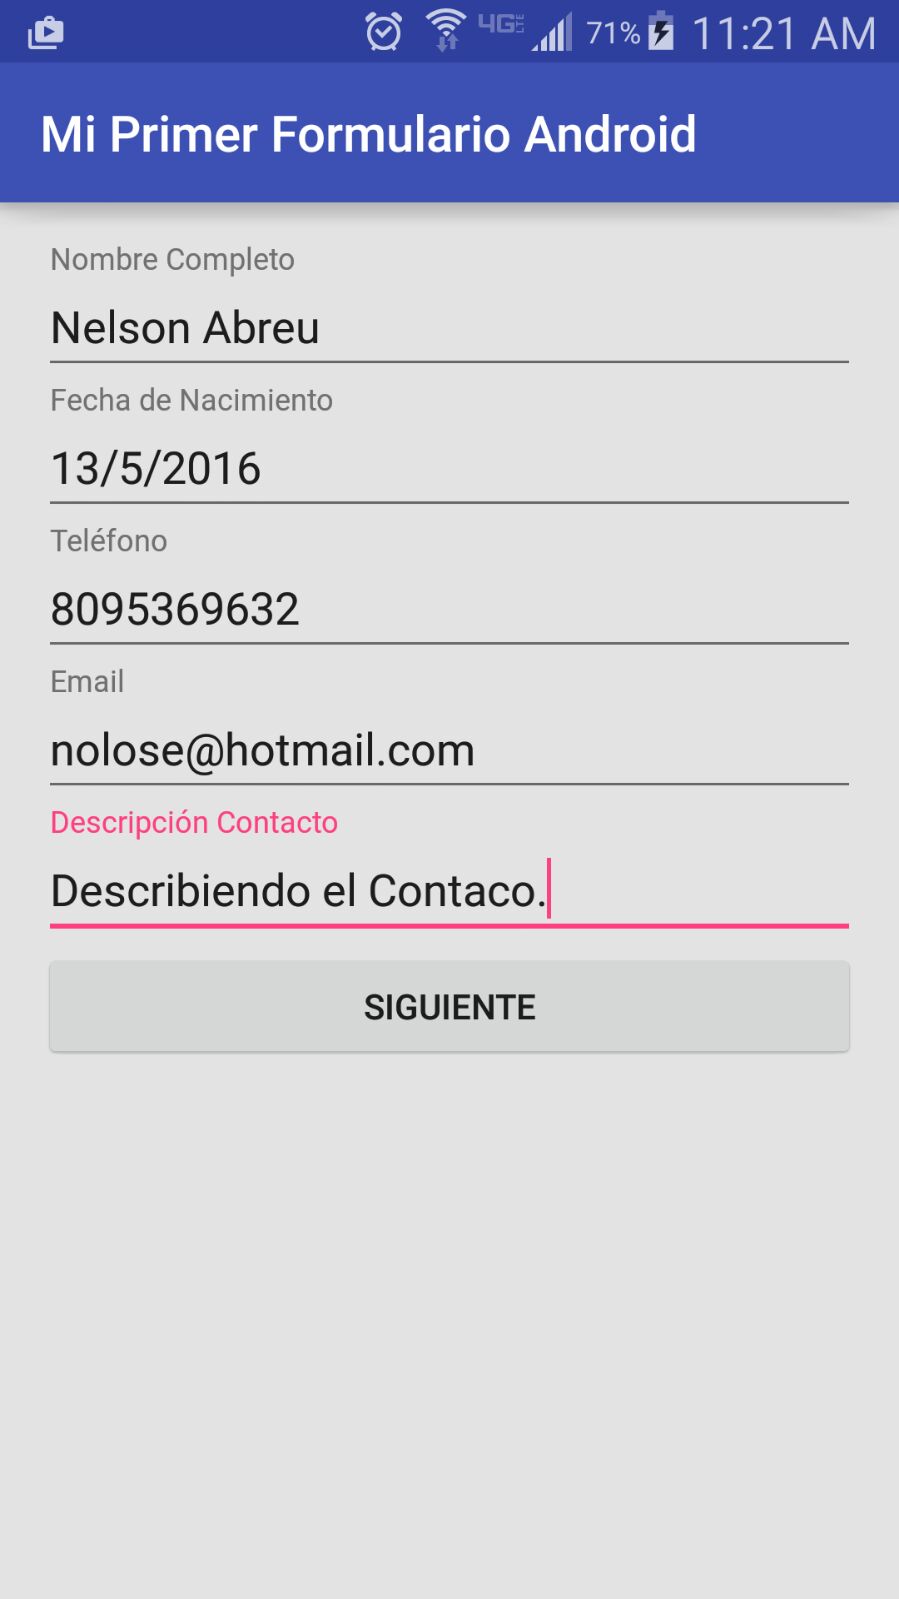 4G LTE 71% 11:21 AM
Mi Primer Formulario Android
Nombre Completo
Nelson Abreu
Fecha de Nacimiento
13/5/2016
Teléfono
8095369632
Email
nolose@hotmail.com
Descripción Contacto
Describiendo el Contaco.
SIGUIENTE